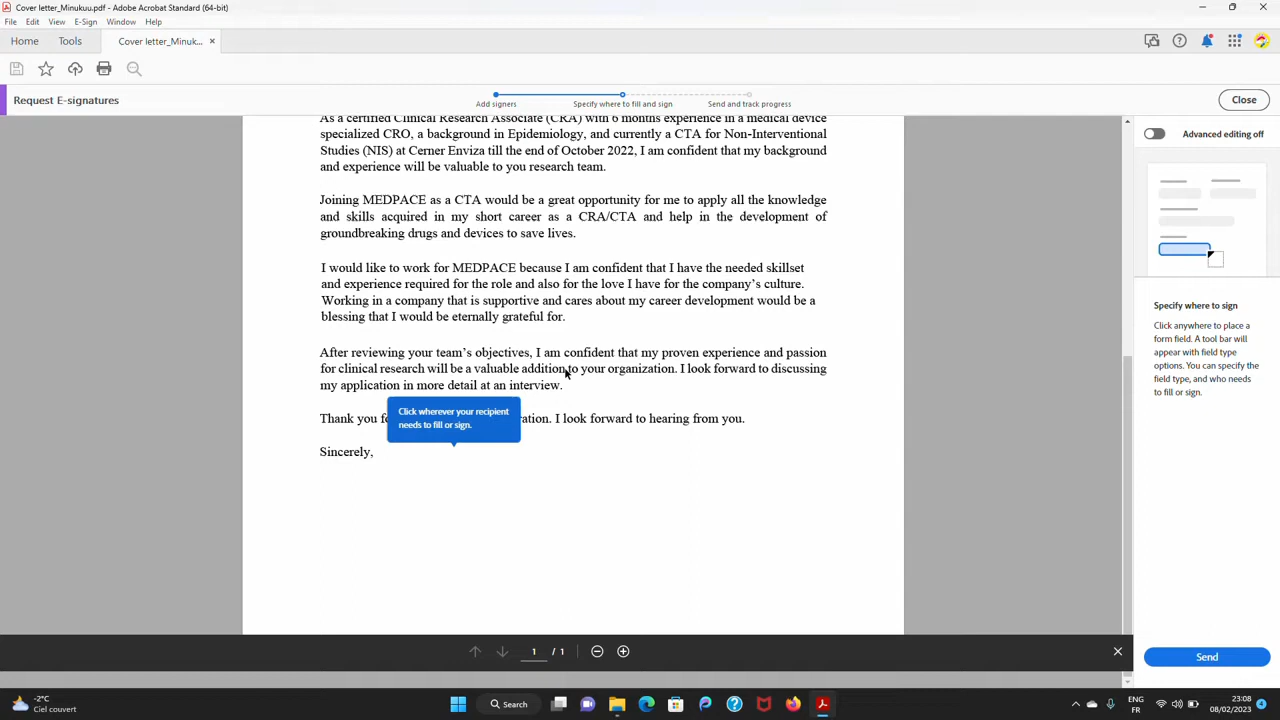 Cover letter_Minukuu.pdf - Adobe Acrobat Standard (64-bit)
File Edit View E-Sign Window Help
Home Tools Cover letter_Minuk... ×
Request E-signatures
Add signers Specify where to fill and sign Send and track progress
Close
As a certified Clinical Research Associate (CRA) with 6 months experience in a medical device
specialized CRO, a background in Epidemiology, and currently a CTA for Non-Interventional
Studies (NIS) at Cerner Enviza till the end of October 2022, I am confident that my background
and experience will be valuable to you research team.
Joining MEDPACE as a CTA would be a great opportunity for me to apply all the knowledge
and skills acquired in my short career as a CRA/CTA and help in the development of
groundbreaking drugs and devices to save lives.
I would like to work for MEDPACE because I am confident that I have the needed skillset
and experience required for the role and also for the love I have for the company's culture.
Working in a company that is supportive and cares about my career development would be a
blessing that I would be eternally grateful for.
After reviewing your team's objectives, I am confident that my proven experience and passion
for clinical research will be a valuable addition to your organization. I look forward to discussing
my application in more detail at an interview.
Click wherever your recipient
needs to fill or sign.
Thank you ration. I look forward to hearing from you.
Sincerely,
Advanced editing off
Specify where to sign
Click anywhere to place a
form field. A tool bar will
appear with field type
options. You can specify the
field type, and who needs
to fill or sign.
Send
1 / 1
-2°C
Ciel couvert
Search
ENG
FR
23:08
08/02/2023
4